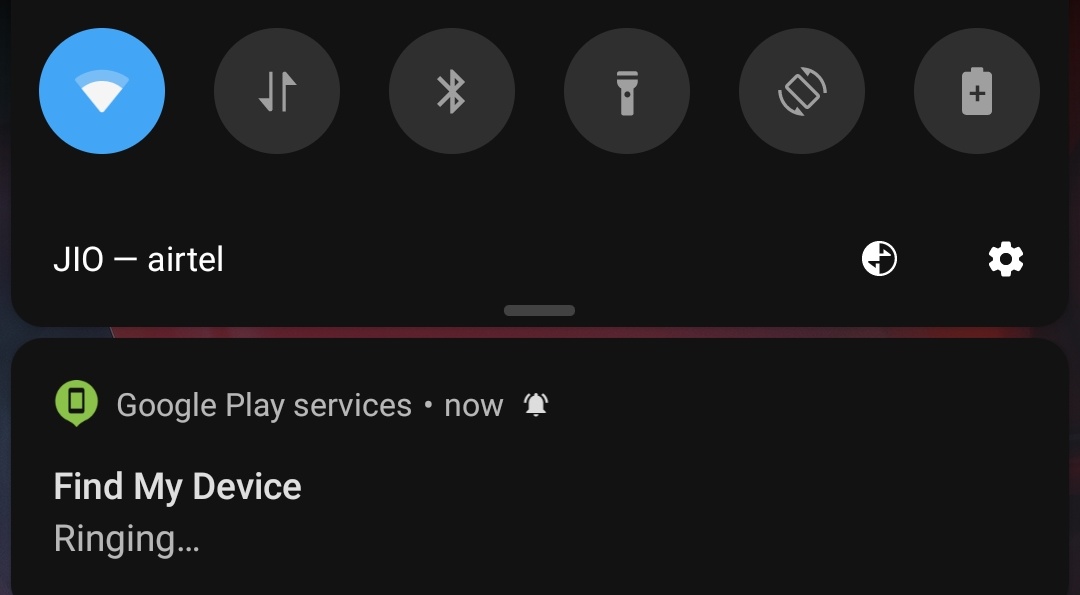 JIO — airtel
Google Play services • now
Find My Device
Ringing…